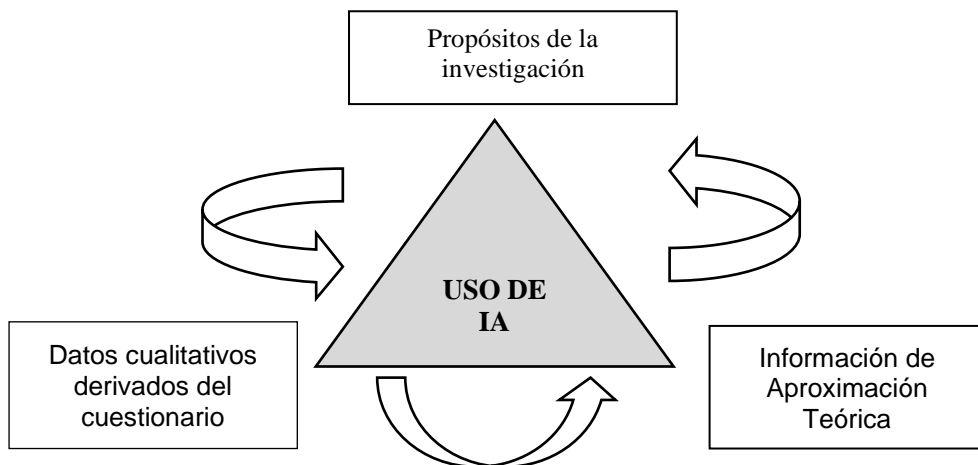 Propósitos de la
investigación
USO DE
IA
Datos cualitativos
derivados del
cuestionario
Información de
Aproximación
Teórica